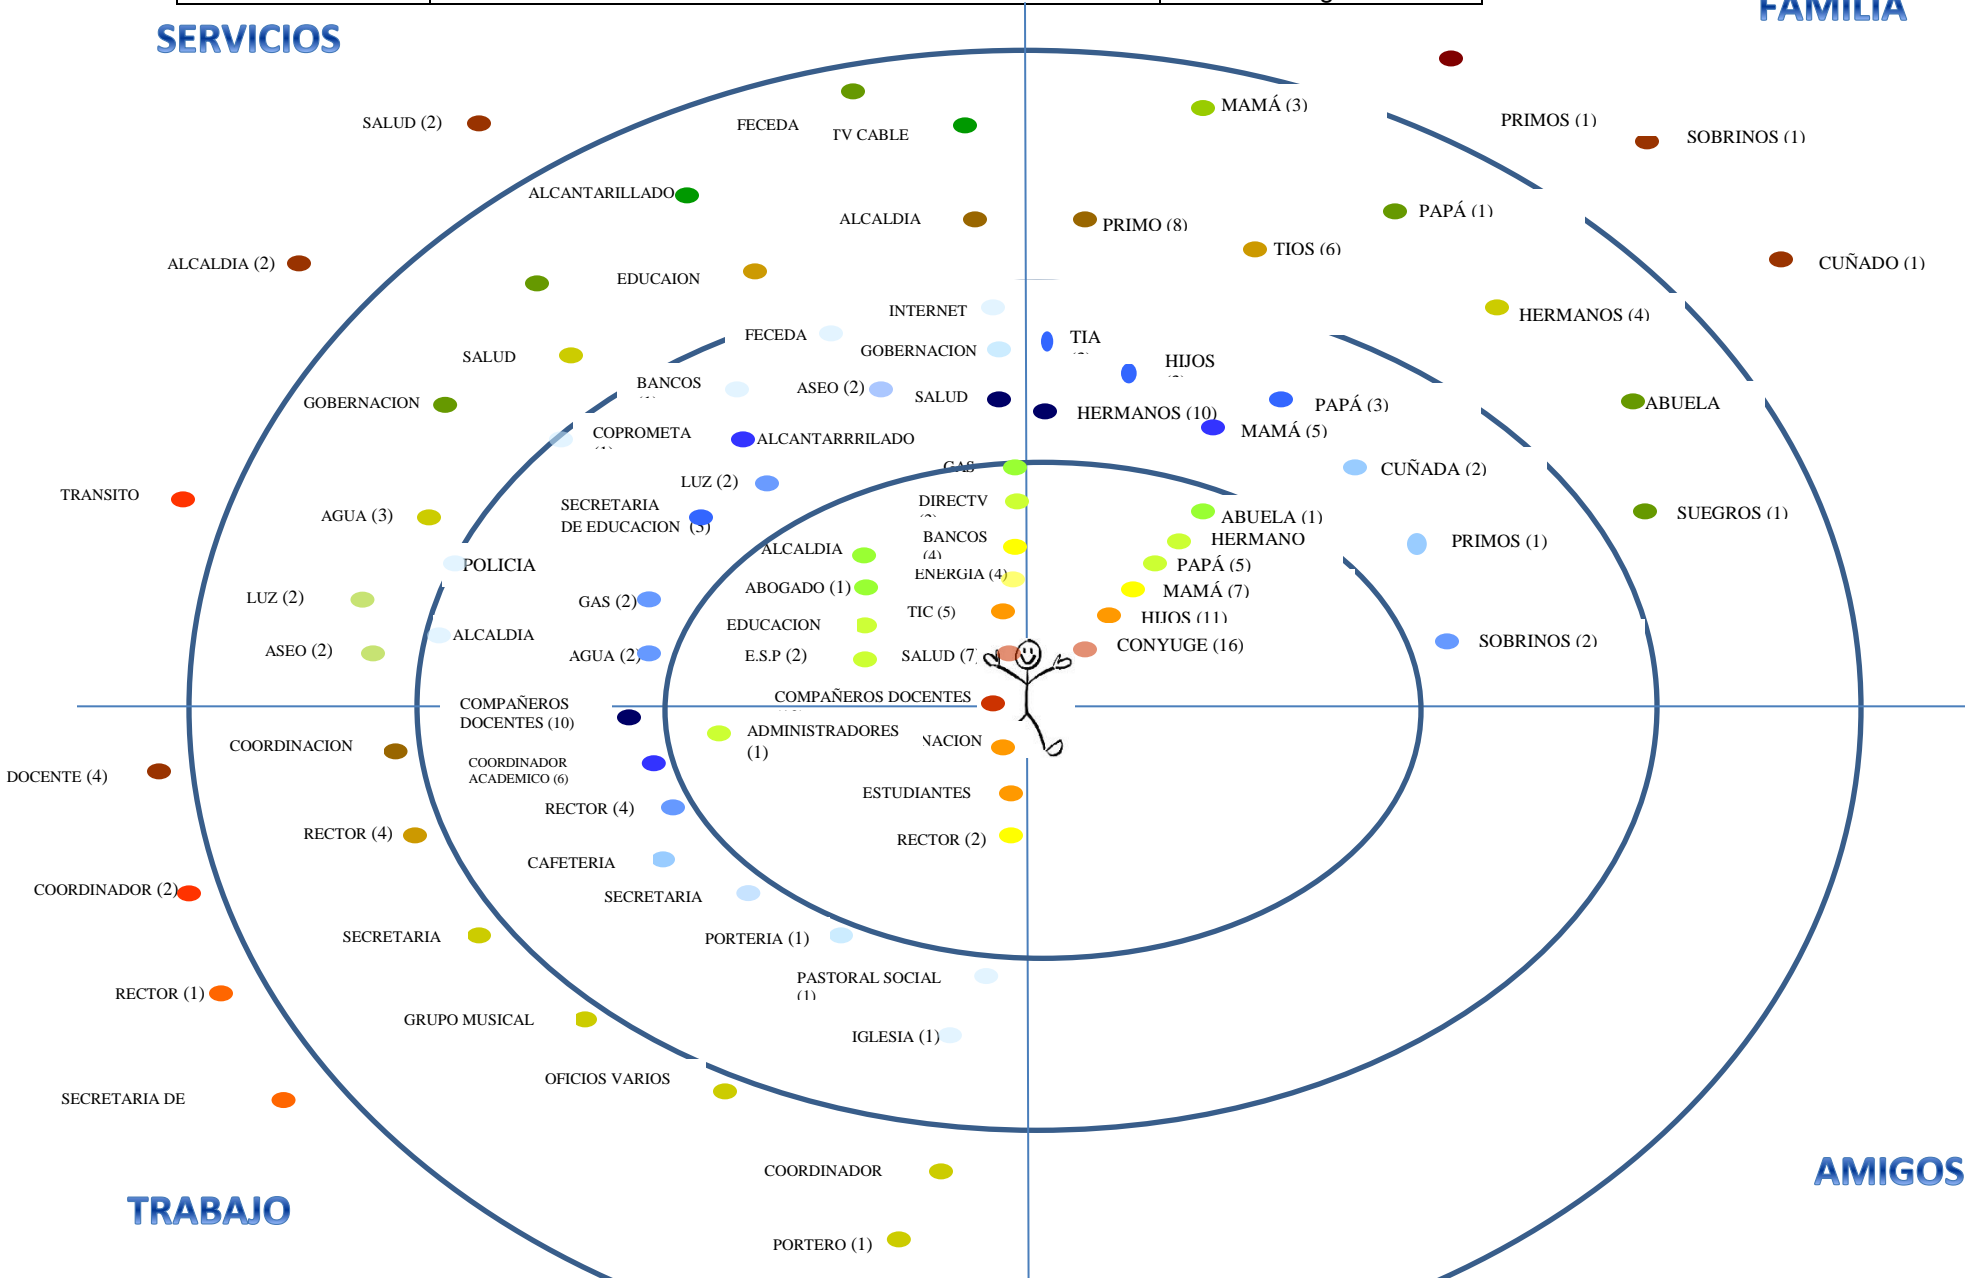 FAMILIA
SERVICIOS
MAMÁ (3)
SALUD (2)
FECEDA
TV CABLE
PRIMOS (1)
SOBRINOS (1)
ALCANTARILLADO
ALCALDIA
PRIMO (8)
PAPÁ (1)
TIOS (6)
ALCALDIA (2)
CUÑADO (1)
EDUCAION
INTERNET
HERMANOS (4)
FECEDA
GOBERNACION
TIA
SALUD
HIJOS
BANCOS
ASEO (2)
SALUD
GOBERNACION
HERMANOS (10)
PAPÁ (3)
ABUELA
COPROMETA
ALCANTARRRILADO
MAMÁ (5)
GAS
CUÑADA (2)
LUZ (2)
TRANSITO
DIRECTV
SECRETARIA
DE EDUCACION (3)
AGUA (3)
ABUELA (1)
SUEGROS (1)
BANCOS
(4)
HERMANO
PRIMOS (1)
ALCALDIA
POLICIA
PAPÁ (5)
ENERGIA (4)
ABOGADO (1)
MAMÁ (7)
LUZ (2)
GAS (2)
TIC (5)
HIJOS (11)
EDUCACION
ALCALDIA
SOBRINOS (2)
ASEO (2)
AGUA (2)
E.S.P (2)
SALUD (7)
CONYUGE (16)
COMPAÑEROS
DOCENTES (10)
COMPAÑEROS DOCENTES
ADMINISTRADORES
(1)
NACION
COORDINACION
COORDINADOR
ACADEMICO (6)
DOCENTE (4)
ESTUDIANTES
RECTOR (4)
RECTOR (4)
RECTOR (2)
CAFETERIA
COORDINADOR (2)
SECRETARIA
SECRETARIA
PORTERIA (1)
RECTOR (1)
PASTORAL SOCIAL
(1)
GRUPO MUSICAL
IGLESIA (1)
OFICIOS VARIOS
SECRETARIA DE
COORDINADOR
AMIGOS
TRABAJO
PORTERO (1)